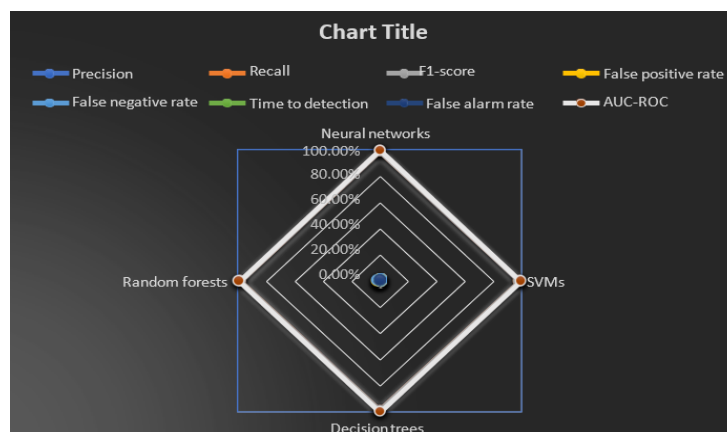 Chart Title
Precision
Recall
F1-score
False positive rate
False negative rate
Time to detection
False alarm rate
AUC-ROC
Neural networks
100.00%
80.00%
60.00%
40.00%
20.00%
0.00%
Random forests
SVMs
Decision trees